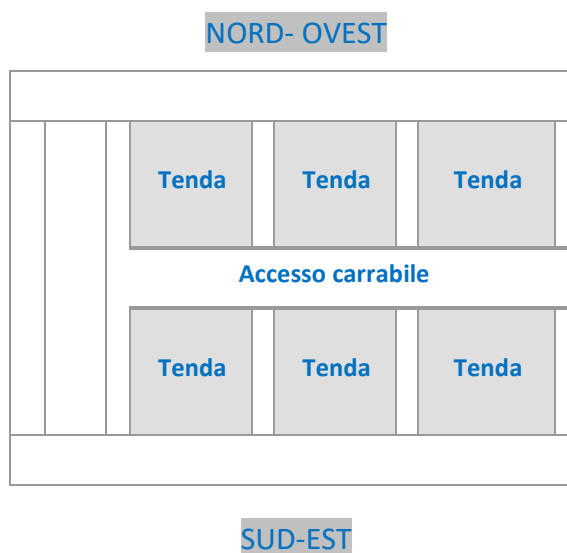 NORD- OVEST
Tenda Tenda Tenda
Accesso carrabile
Tenda Tenda Tenda
SUD-EST